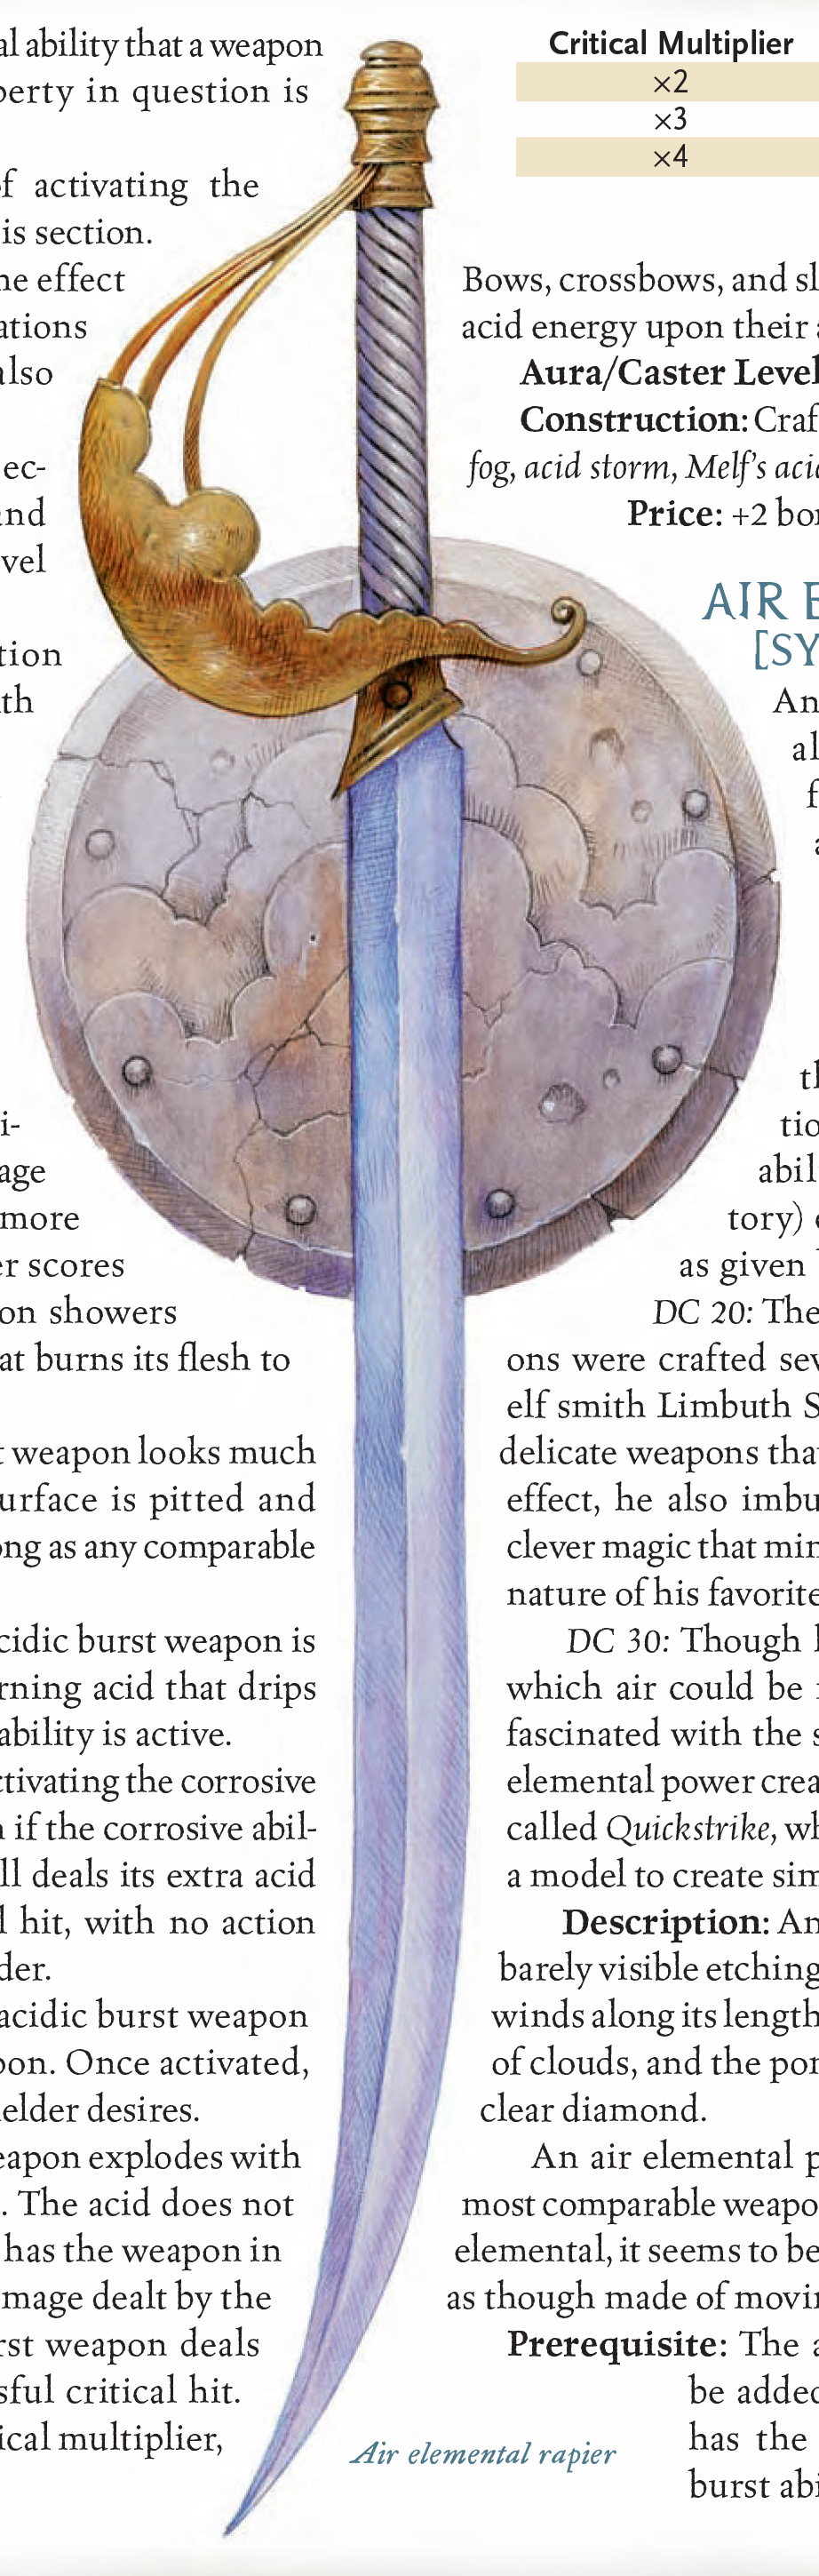 al ability that a weapon
perty in question is
f activating the
is section.
ne effect
ations
also
ec-
and
vel
tion
th
i-
age
more
er scores
on showers
at burns its flesh to
t weapon looks much
urface is pitted and
ong as any comparable
cidic burst weapon is
rning acid that drips
ability is active.
ctivating the corrosive
n if the corrosive abil-
ll deals its extra acid
l hit, with no action
der.
acidic burst weapon
pon. Once activated,
ielder desires.
eapon explodes with
. The acid does not
has the weapon in
mage dealt by the
rst weapon deals
sful critical hit.
ical multiplier,
Critical Multiplier
×2
×3
×4
Bows, crossbows, and sl
acid energy upon their a
Aura/Caster Level
Construction: Craf
fog, acid storm, Melf's acid
Price: +2 bon
AIR E
[SY
An
al
f
a
th
tio
abil
tory) e
as given
DC 20: The
ons were crafted sev
elf smith Limbuth S
delicate weapons that
effect, he also imbu
clever magic that mim
nature of his favorite
DC 30: Though
which air could be
fascinated with the s
elemental power crea
called Quickstrike, wh
a model to create sim
Description: An
barely visible etching
winds along its length
of clouds, and the pom
clear diamond.
An air elemental p
most comparable weapo
elemental, it seems to be
as though made of movin
Prerequisite: The a
be added
has the
burst abi
Air elemental rapier